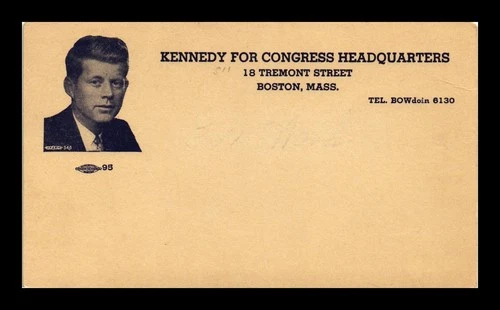 KENNEDY FOR CONGRESS HEADQUARTERS
18 TREMONT STREET
BOSTON, MASS.
TEL. BOWdoin 6130
95